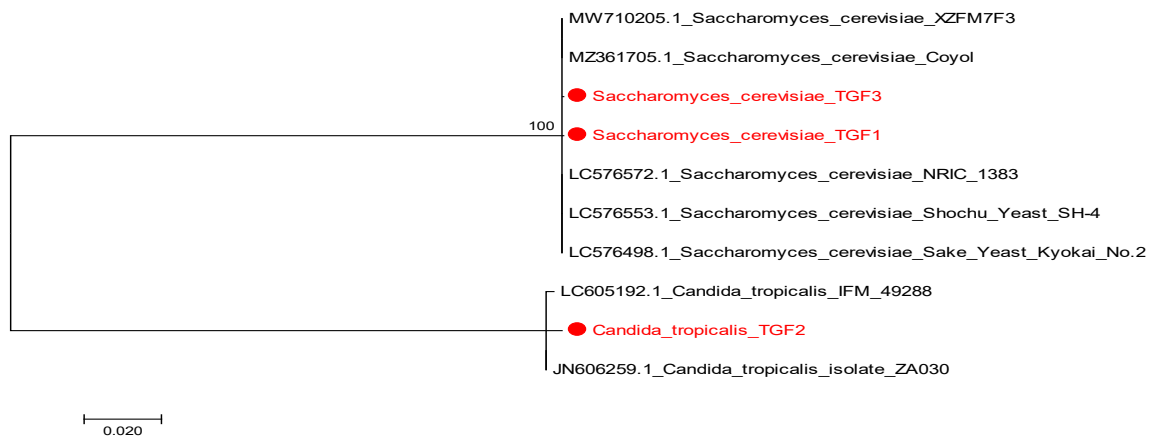 MW710205.1_Saccharomyces_cerevisiae_XZFM7F3
MZ361705.1_Saccharomyces_cerevisiae_Coyol
Saccharomyces_cerevisiae_TGF3
100
Saccharomyces_cerevisiae_TGF1
LC576572.1_Saccharomyces_cerevisiae_NRIC_1383
LC576553.1_Saccharomyces_cerevisiae_Shochu_Yeast_SH-4
LC576498.1_Saccharomyces_cerevisiae_Sake_Yeast_Kyokai_No.2
LC605192.1_Candida_tropicalis_IFM_49288
Candida_tropicalis_TGF2
JN606259.1_Candida_tropicalis_isolate_ZA030
0.020